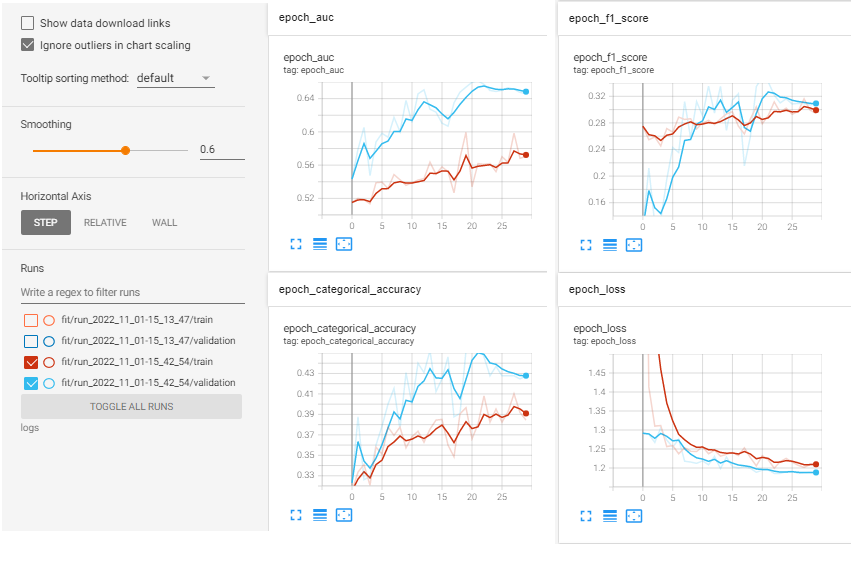 Show data download links
Ignore outliers in chart scaling
Tooltip sorting method: default
Smoothing
0.6
Horizontal Axis
STEP RELATIVE WALL
Runs
Write a regex to filter runs
fit/run_2022_11_01-15_13_47/train
fit/run_2022_11_01-15_13_47/validation
fit/run_2022_11_01-15_42_54/train
fit/run_2022_11_01-15_42_54/validation
TOGGLE ALL RUNS
logs
epoch_auc
epoch_auc
tag: epoch_auc
0.64
0.6
0.56
0.52
0 5 10 15 20 25
epoch_f1_score
epoch_f1_score
tag: epoch_f1_score
0.32
0.28
0.24
0.2
0.16
0 5 10 15 20 25
epoch_categorical_accuracy
epoch_categorical_accuracy
tag: epoch_categorical_accuracy
0.43
0.41
0.39
0.37
0.35
0.33
0 5 10 15 20 25
epoch_loss
epoch_loss
tag: epoch_loss
1.45
1.4
1.35
1.3
1.25
1.2
0 5 10 15 20 25